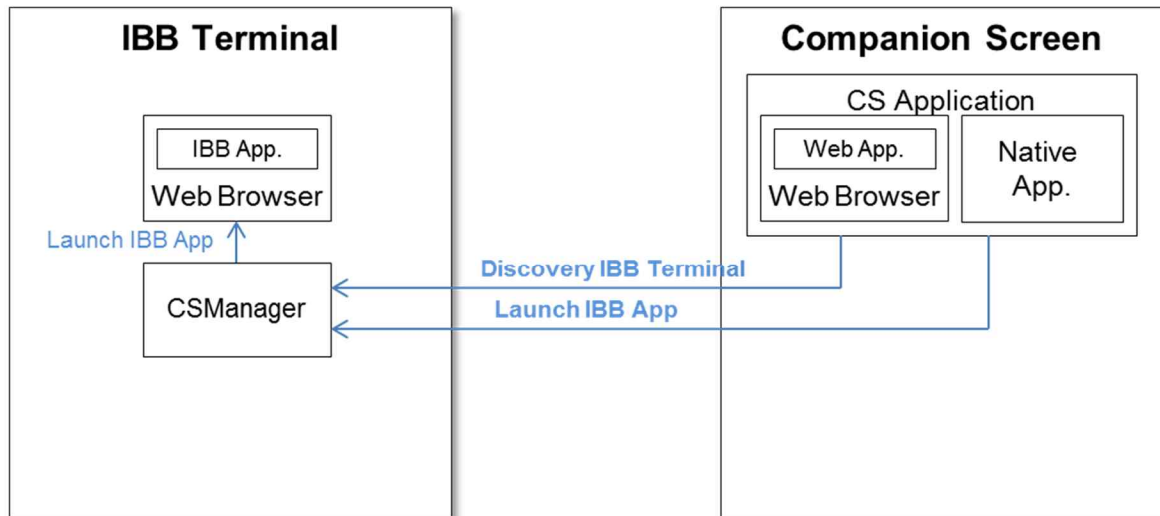 IBB Terminal
IBB App.
Web Browser
Launch IBB App
CSManager
Discovery IBB Terminal
Launch IBB App
Companion Screen
CS Application
Web App.
Web Browser
Native
App.